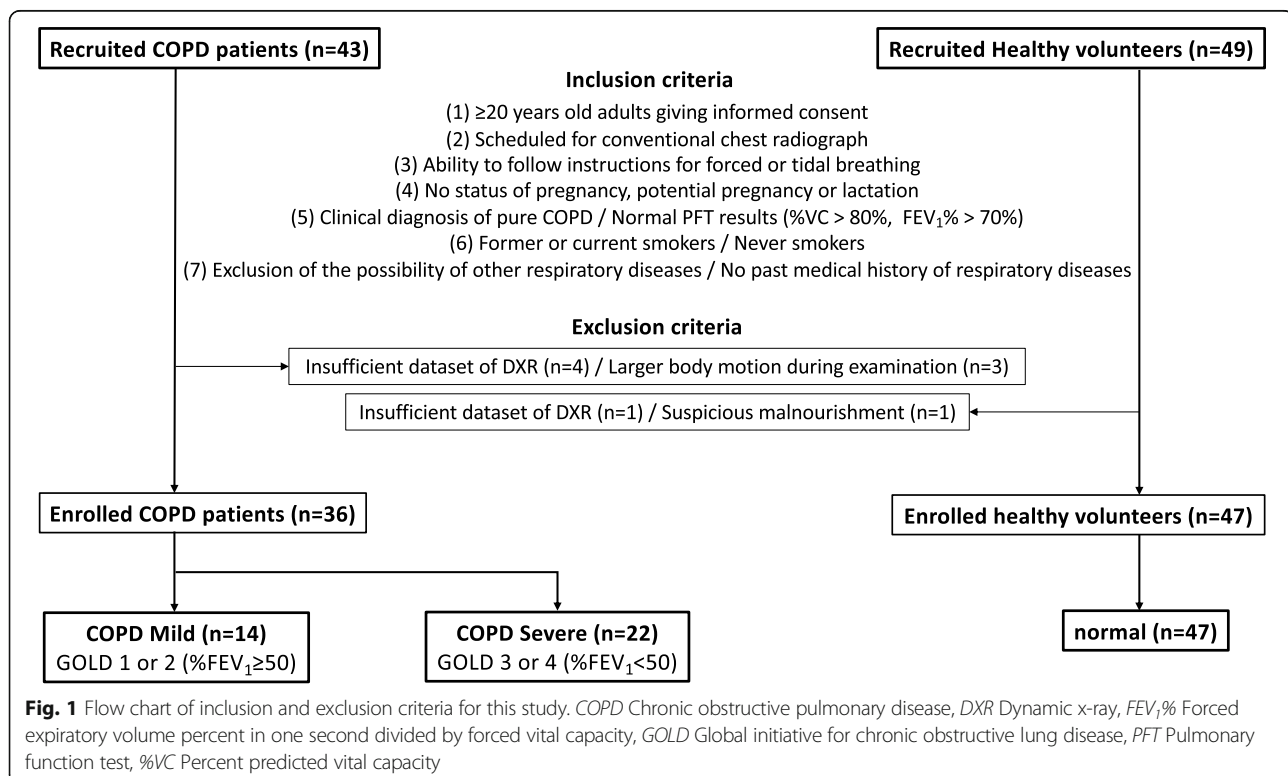 Recruited COPD patients (n=43)
Recruited Healthy volunteers (n=49)
Inclusion criteria
(1) ≥20 years old adults giving informed consent
(2) Scheduled for conventional chest radiograph
(3) Ability to follow instructions for forced or tidal breathing
(4) No status of pregnancy, potential pregnancy or lactation
(5) Clinical diagnosis of pure COPD / Normal PFT results (%VC > 80%, FEV₁% > 70%)
(6) Former or current smokers / Never smokers
(7) Exclusion of the possibility of other respiratory diseases / No past medical history of respiratory diseases
Exclusion criteria
Insufficient dataset of DXR (n=4) / Larger body motion during examination (n=3)
Insufficient dataset of DXR (n=1) / Suspicious malnourishment (n=1)
Enrolled COPD patients (n=36)
Enrolled healthy volunteers (n=47)
COPD Mild (n=14)
GOLD 1 or 2 (%FEV₁≥50)
COPD Severe (n=22)
GOLD 3 or 4 (%FEV₁<50)
normal (n=47)
Fig. 1 Flow chart of inclusion and exclusion criteria for this study. COPD Chronic obstructive pulmonary disease, DXR Dynamic x-ray, FEV₁% Forced
expiratory volume percent in one second divided by forced vital capacity, GOLD Global initiative for chronic obstructive lung disease, PFT Pulmonary
function test, %VC Percent predicted vital capacity